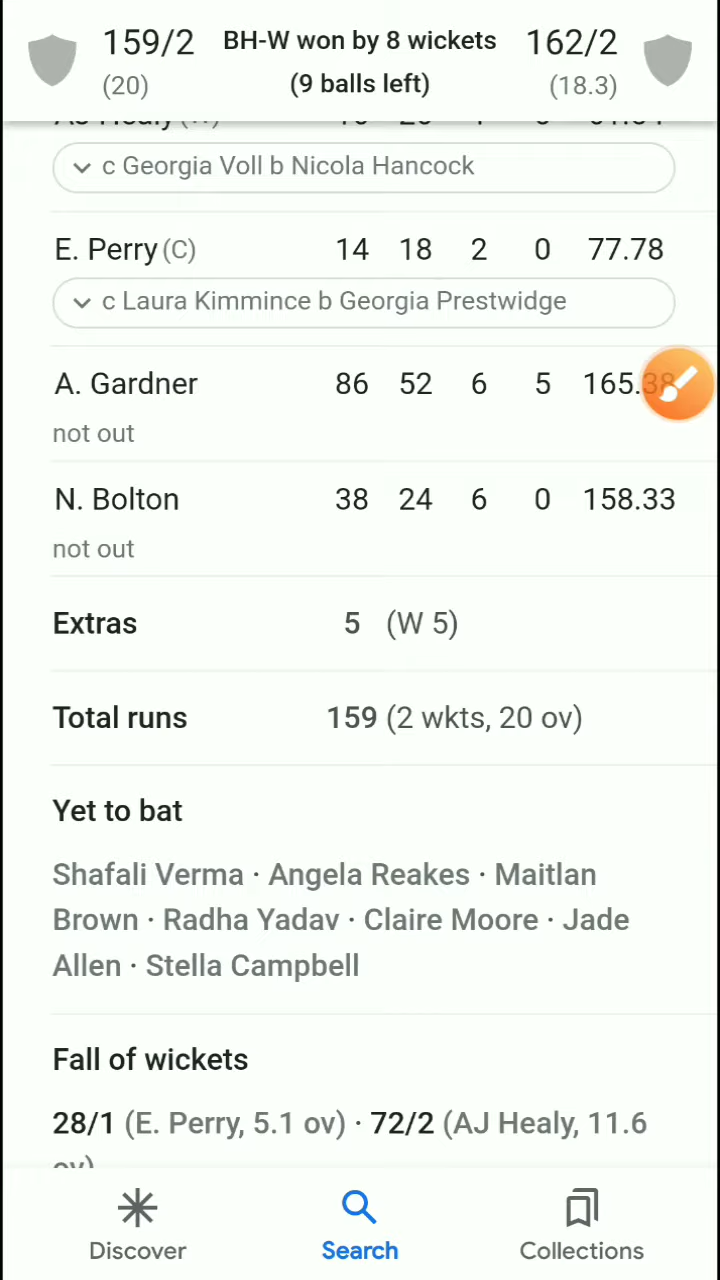 159/2 BH-W won by 8 wickets 162/2
(20) (9 balls left) (18.3)
c Georgia Voll b Nicola Hancock
E. Perry (C) 14 18 2 0 77.78
c Laura Kimmince b Georgia Prestwidge
A. Gardner 86 52 6 5 165.38
not out
N. Bolton 38 24 6 0 158.33
not out
Extras 5 (W 5)
Total runs 159 (2 wkts, 20 ov)
Yet to bat
Shafali Verma · Angela Reakes · Maitlan
Brown · Radha Yadav · Claire Moore · Jade
Allen · Stella Campbell
Fall of wickets
28/1 (E. Perry, 5.1 ov) · 72/2 (AJ Healy, 11.6
ov)
Discover Search Collections